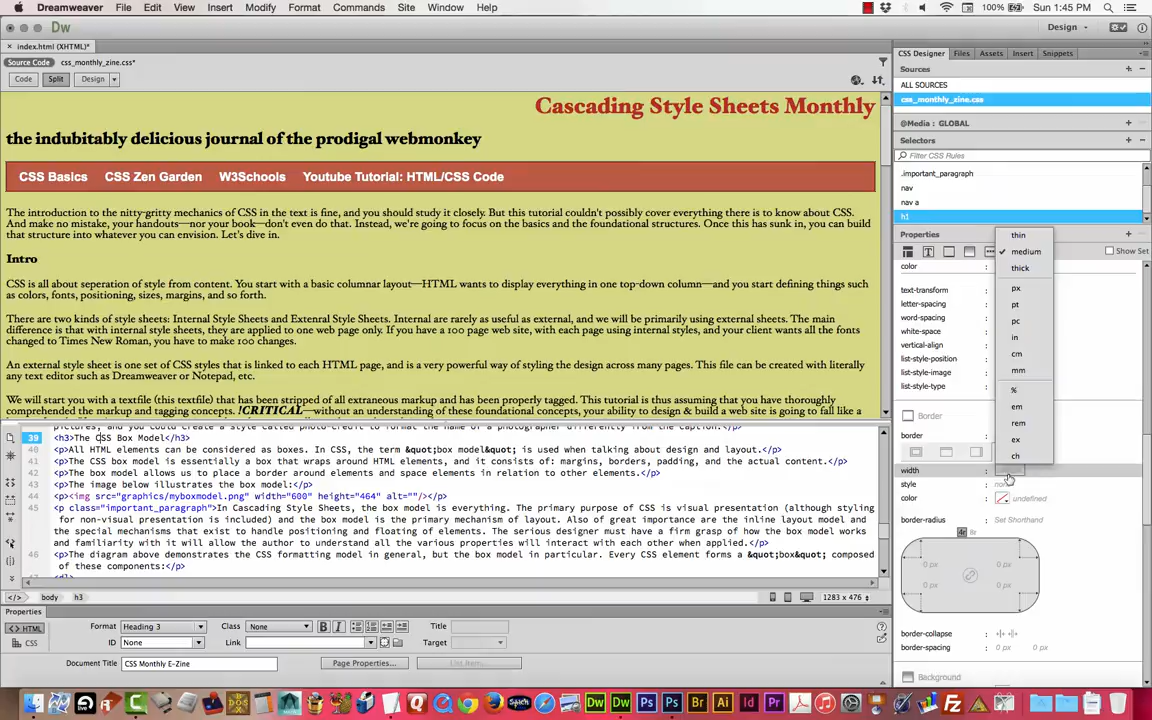 Dreamweaver File Edit View Insert Modify Format Commands Site Window Help 100% Sun 1:45 PM
Dw Design
index.html (XHTML)*
Source Code css_monthly_zine.css*
Code Split Design
Cascading Style Sheets Monthly
the indubitably delicious journal of the prodigal webmonkey
CSS Basics CSS Zen Garden W3Schools Youtube Tutorial: HTML/CSS Code
The introduction to the nitty-gritty mechanics of CSS in the text is fine, and you should study it closely. But this tutorial couldn't possibly cover everything there is to know about CSS.
And make no mistake, your handouts—nor your book—don't even do that. Instead, we're going to focus on the basics and the foundational structures. Once this has sunk in, you can build
that structure into whatever you can envision. Let's dive in.
Intro
CSS is all about seperation of style from content. You start with a basic columnar layout—HTML wants to display everything in one top-down column—and you start defining things such
as colors, fonts, positioning, sizes, margins, and so forth.
There are two kinds of style sheets: Internal Style Sheets and Extenral Style Sheets. Internal are rarely as useful as external, and we will be primarily using external sheets. The main
difference is that with internal style sheets, they are applied to one web page only. If you have a 100 page web site, with each page using internal styles, and your client wants all the fonts
changed to Times New Roman, you have to make 100 changes.
An external style sheet is one set of CSS styles that is linked to each HTML page, and is a very powerful way of styling the design across many pages. This file can be created with literally
any text editor such as Dreamweaver or Notepad, etc.
We will start you with a textfile (this textfile) that has been stripped of all extraneous markup and has been properly tagged. This tutorial is thus assuming that you have thoroughly
comprehended the markup and tagging concepts. !CRITICAL—without an understanding of these foundational concepts, your ability to design & build a web site is going to fall like a
39 <h3>The CSS Box Model</h3>
40 <p>All HTML elements can be considered as boxes. In CSS, the term &quot;box model&quot; is used when talking about design and layout.</p>
41 <p>The CSS box model is essentially a box that wraps around HTML elements, and it consists of: margins, borders, padding, and the actual content.</p>
42 <p>The box model allows us to place a border around elements and space elements in relation to other elements.</p>
43 <p>The image below illustrates the box model:</p>
44 <p><img src="graphics/myboxmodel.png" width="600" height="464" alt=""/></p>
45 <p class="important_paragraph">In Cascading Style Sheets, the box model is everything. The primary purpose of CSS is visual presentation (although styling
for non-visual presentation is included) and the box model is the primary mechanism of layout. Also of great importance are the inline layout model and
the special mechanisms that exist to handle positioning and floating of elements. The serious designer must have a firm grasp of how the box model works
and familiarity with it will allow the author to understand all the various properties will interact with each other when applied.</p>
46 <p>The diagram above demonstrates the CSS formatting model in general, but the box model in particular. Every CSS element forms a &quot;box&quot; composed
of these components:</p>
body h3 1283 x 476
Properties
<> HTML Format Heading 3 Class None B I Title
CSS ID None Link Target
Document Title CSS Monthly E-Zine Page Properties... List Item...
CSS Designer Files Assets Insert Snippets
Sources
ALL SOURCES
css_monthly_zine.css
@Media : GLOBAL
Selectors
Filter CSS Rules
.important_paragraph
nav
nav a
h1
Properties
Show Set
color :
text-transform :
letter-spacing :
word-spacing :
white-space :
vertical-align :
list-style-position :
list-style-image :
list-style-type :
thin
medium
thick
px
pt
pc
in
cm
mm
%
em
rem
ex
ch
Border
border :
width :
style :
color : undefined
border-radius : Set Shorthand
4r 8r
0 px 0 px
0 px 0 px
border-collapse :
border-spacing : 0 px 0 px
Background